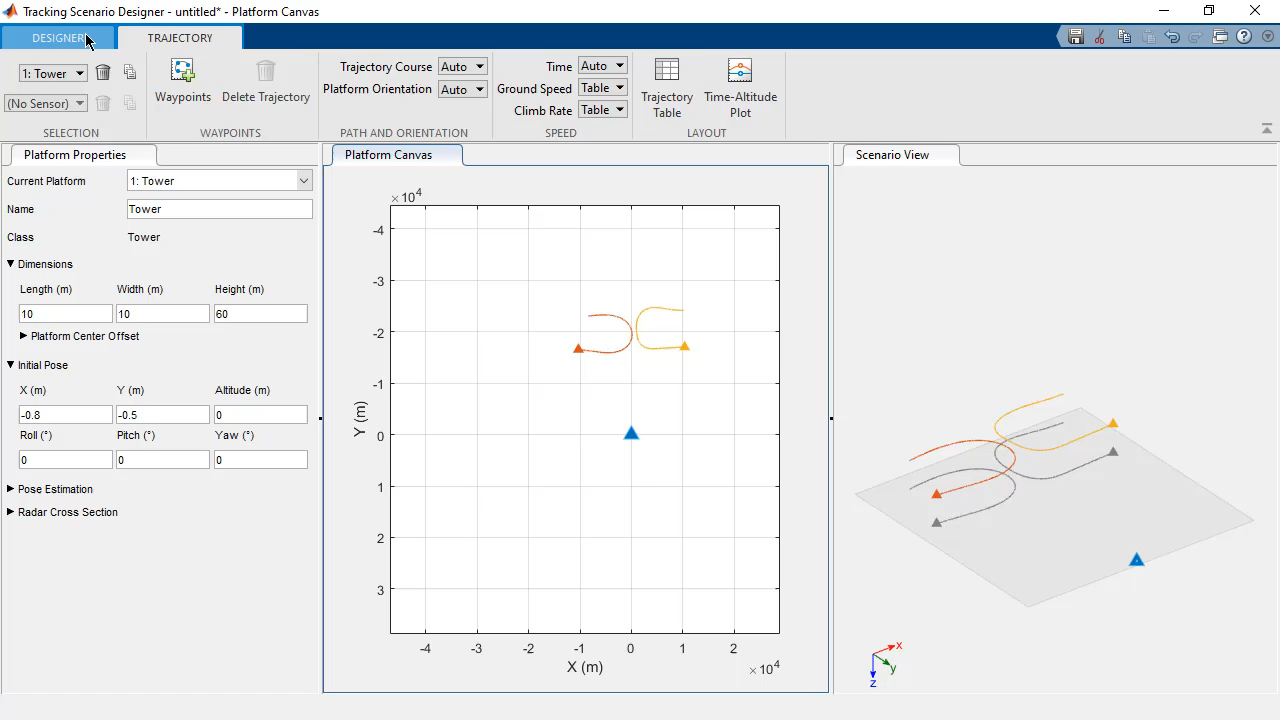 Tracking Scenario Designer - untitled* - Platform Canvas
DESIGNER
TRAJECTORY
1: Tower
(No Sensor)
SELECTION
Waypoints
Delete Trajectory
WAYPOINTS
Trajectory Course Auto
Platform Orientation Auto
PATH AND ORIENTATION
Time Auto
Ground Speed Table
Climb Rate Table
SPEED
Trajectory
Table
Time-Altitude
Plot
LAYOUT
Platform Properties
Current Platform 1: Tower
Name Tower
Class Tower
Dimensions
Length (m) Width (m) Height (m)
10 10 60
Platform Center Offset
Initial Pose
X (m) Y (m) Altitude (m)
-0.8 -0.5 0
Roll (°) Pitch (°) Yaw (°)
0 0 0
Pose Estimation
Radar Cross Section
Platform Canvas
×10⁴
-4
-3
-2
-1
0
1
2
3
Y (m)
-4 -3 -2 -1 0 1 2
X (m)
×10⁴
Scenario View
x
y
z